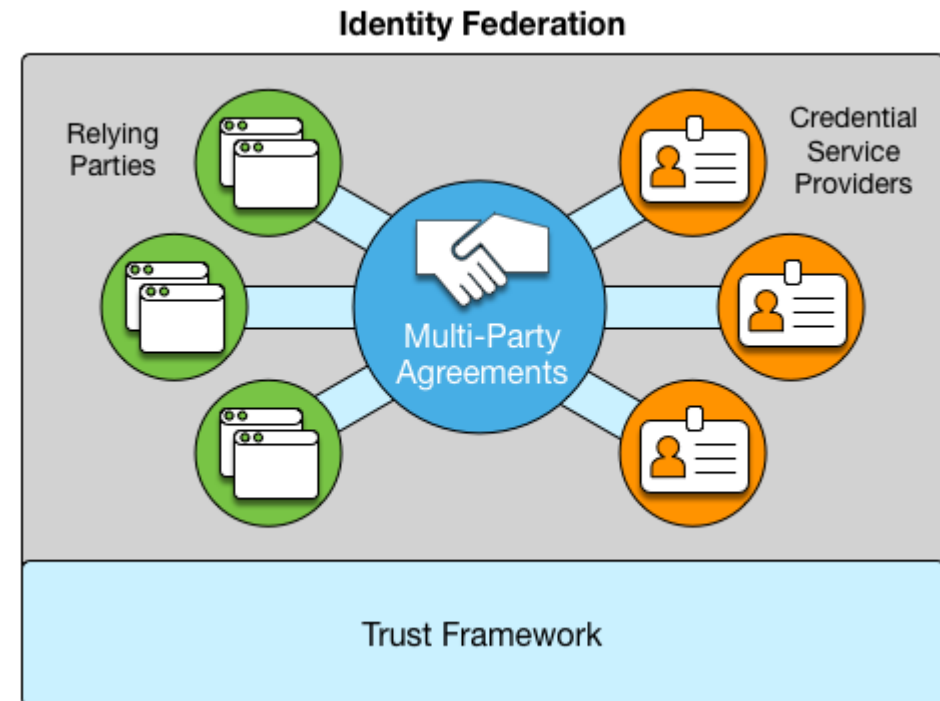 Identity Federation
Relying
Parties
Credential
Service
Providers
Multi-Party
Agreements
Trust Framework